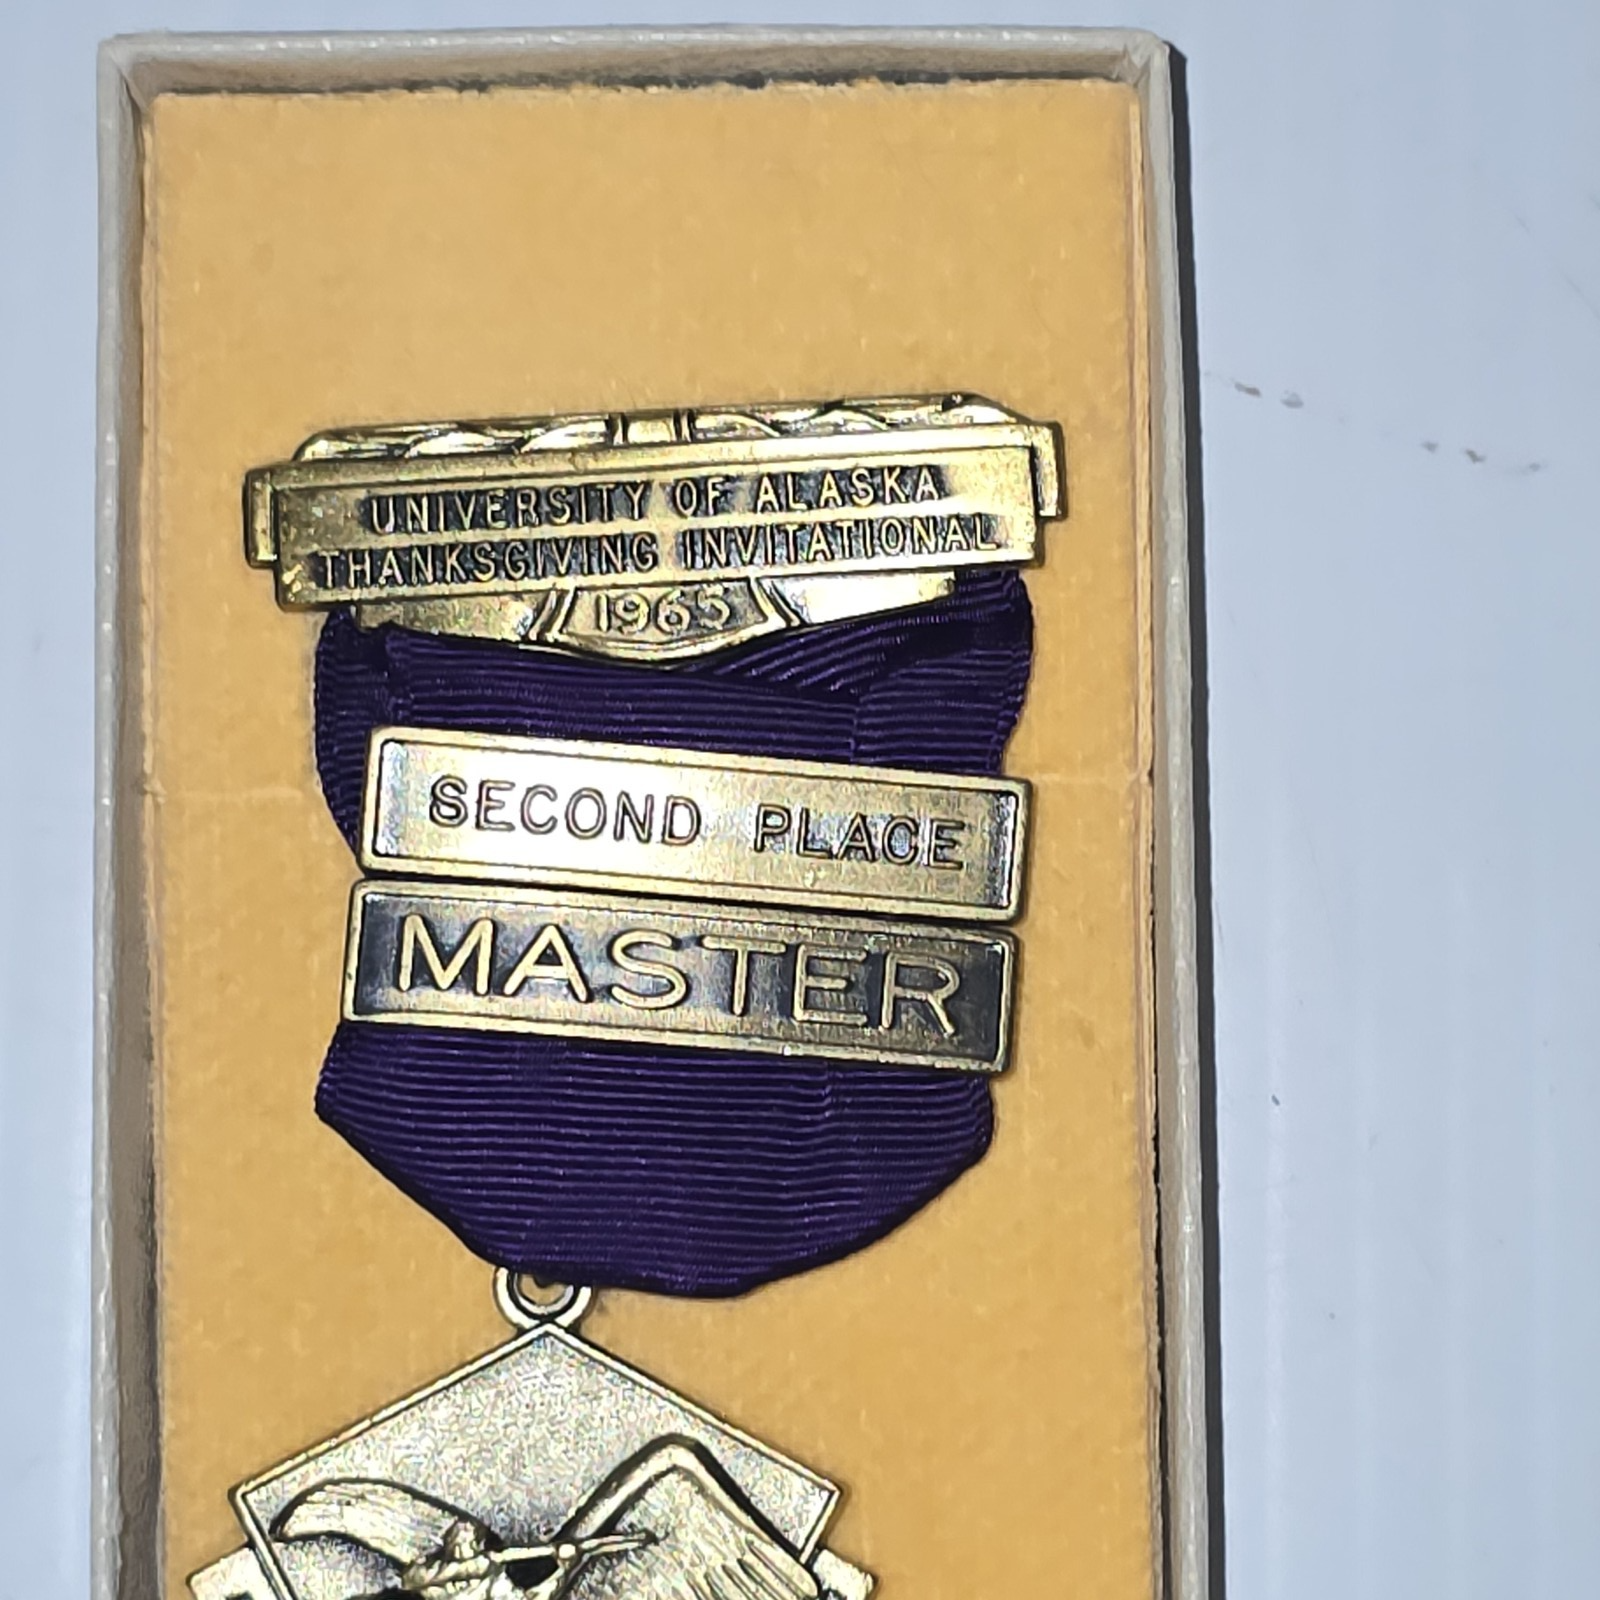 UNIVERSITY OF ALASKA
THANKSGIVING INVITATIONAL
1965
SECOND PLACE
MASTER